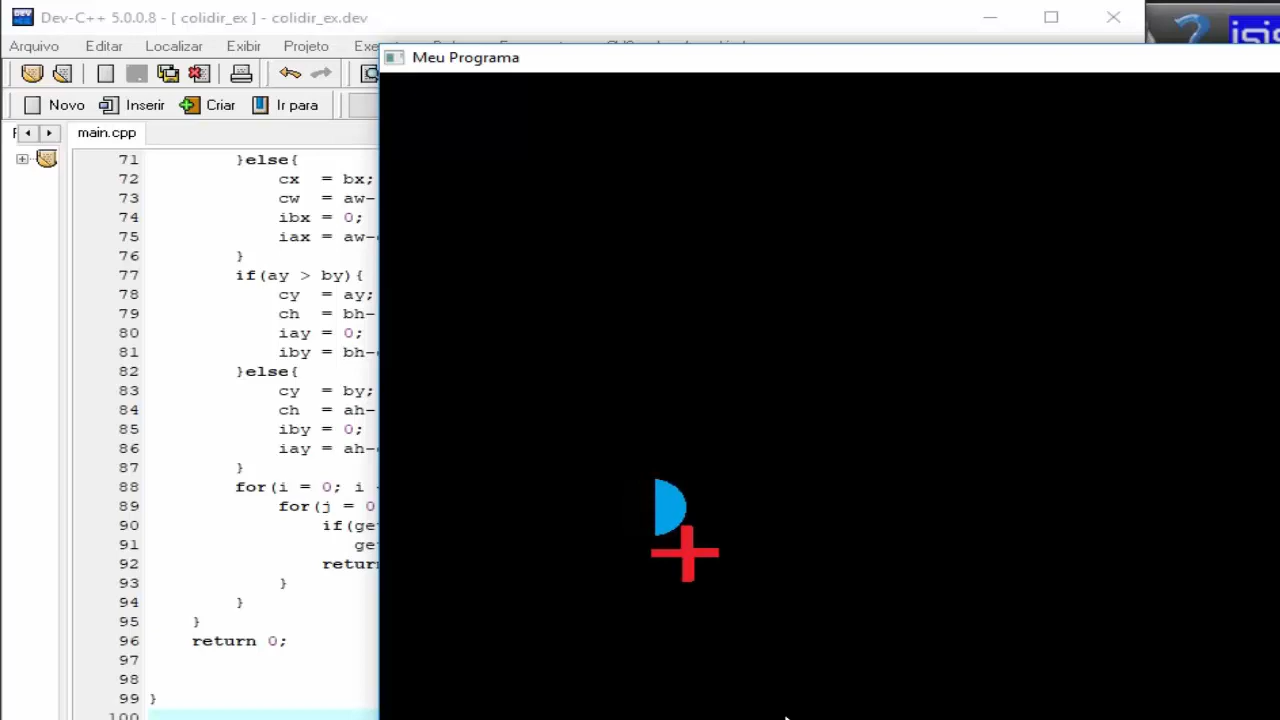 Dev-C++ 5.0.0.8 - [ colidir_ex ] - colidir_ex.dev
Arquivo Editar Localizar Exibir Projeto
Meu Programa
Novo Inserir Criar Ir para
main.cpp
71 }else{
72 cx = bx;
73 cw = aw-
74 ibx = 0;
75 iax = aw-
76 }
77 if(ay > by){
78 cy = ay;
79 ch = bh-
80 iay = 0;
81 iby = bh-
82 }else{
83 cy = by;
84 ch = ah-
85 iby = 0;
86 iay = ah-
87 }
88 for(i = 0; i
89 for(j = 0
90 if(ge
91 ge
92 retur
93 }
94 }
95 }
96 return 0;
97
98
99 }
100